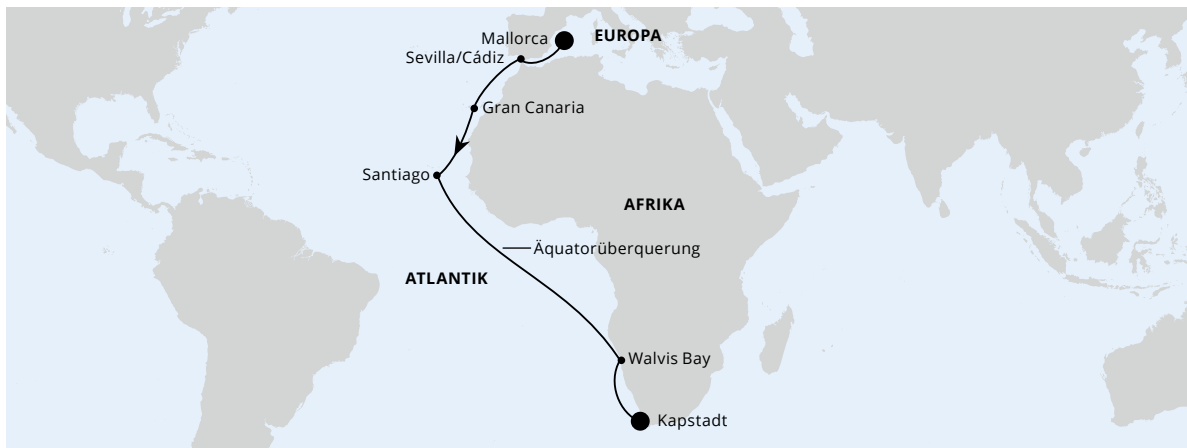 Mallorca
EUROPA
Sevilla/Cádiz
Gran Canaria
Santiago
AFRIKA
Äquatorüberquerung
ATLANTIK
Walvis Bay
Kapstadt